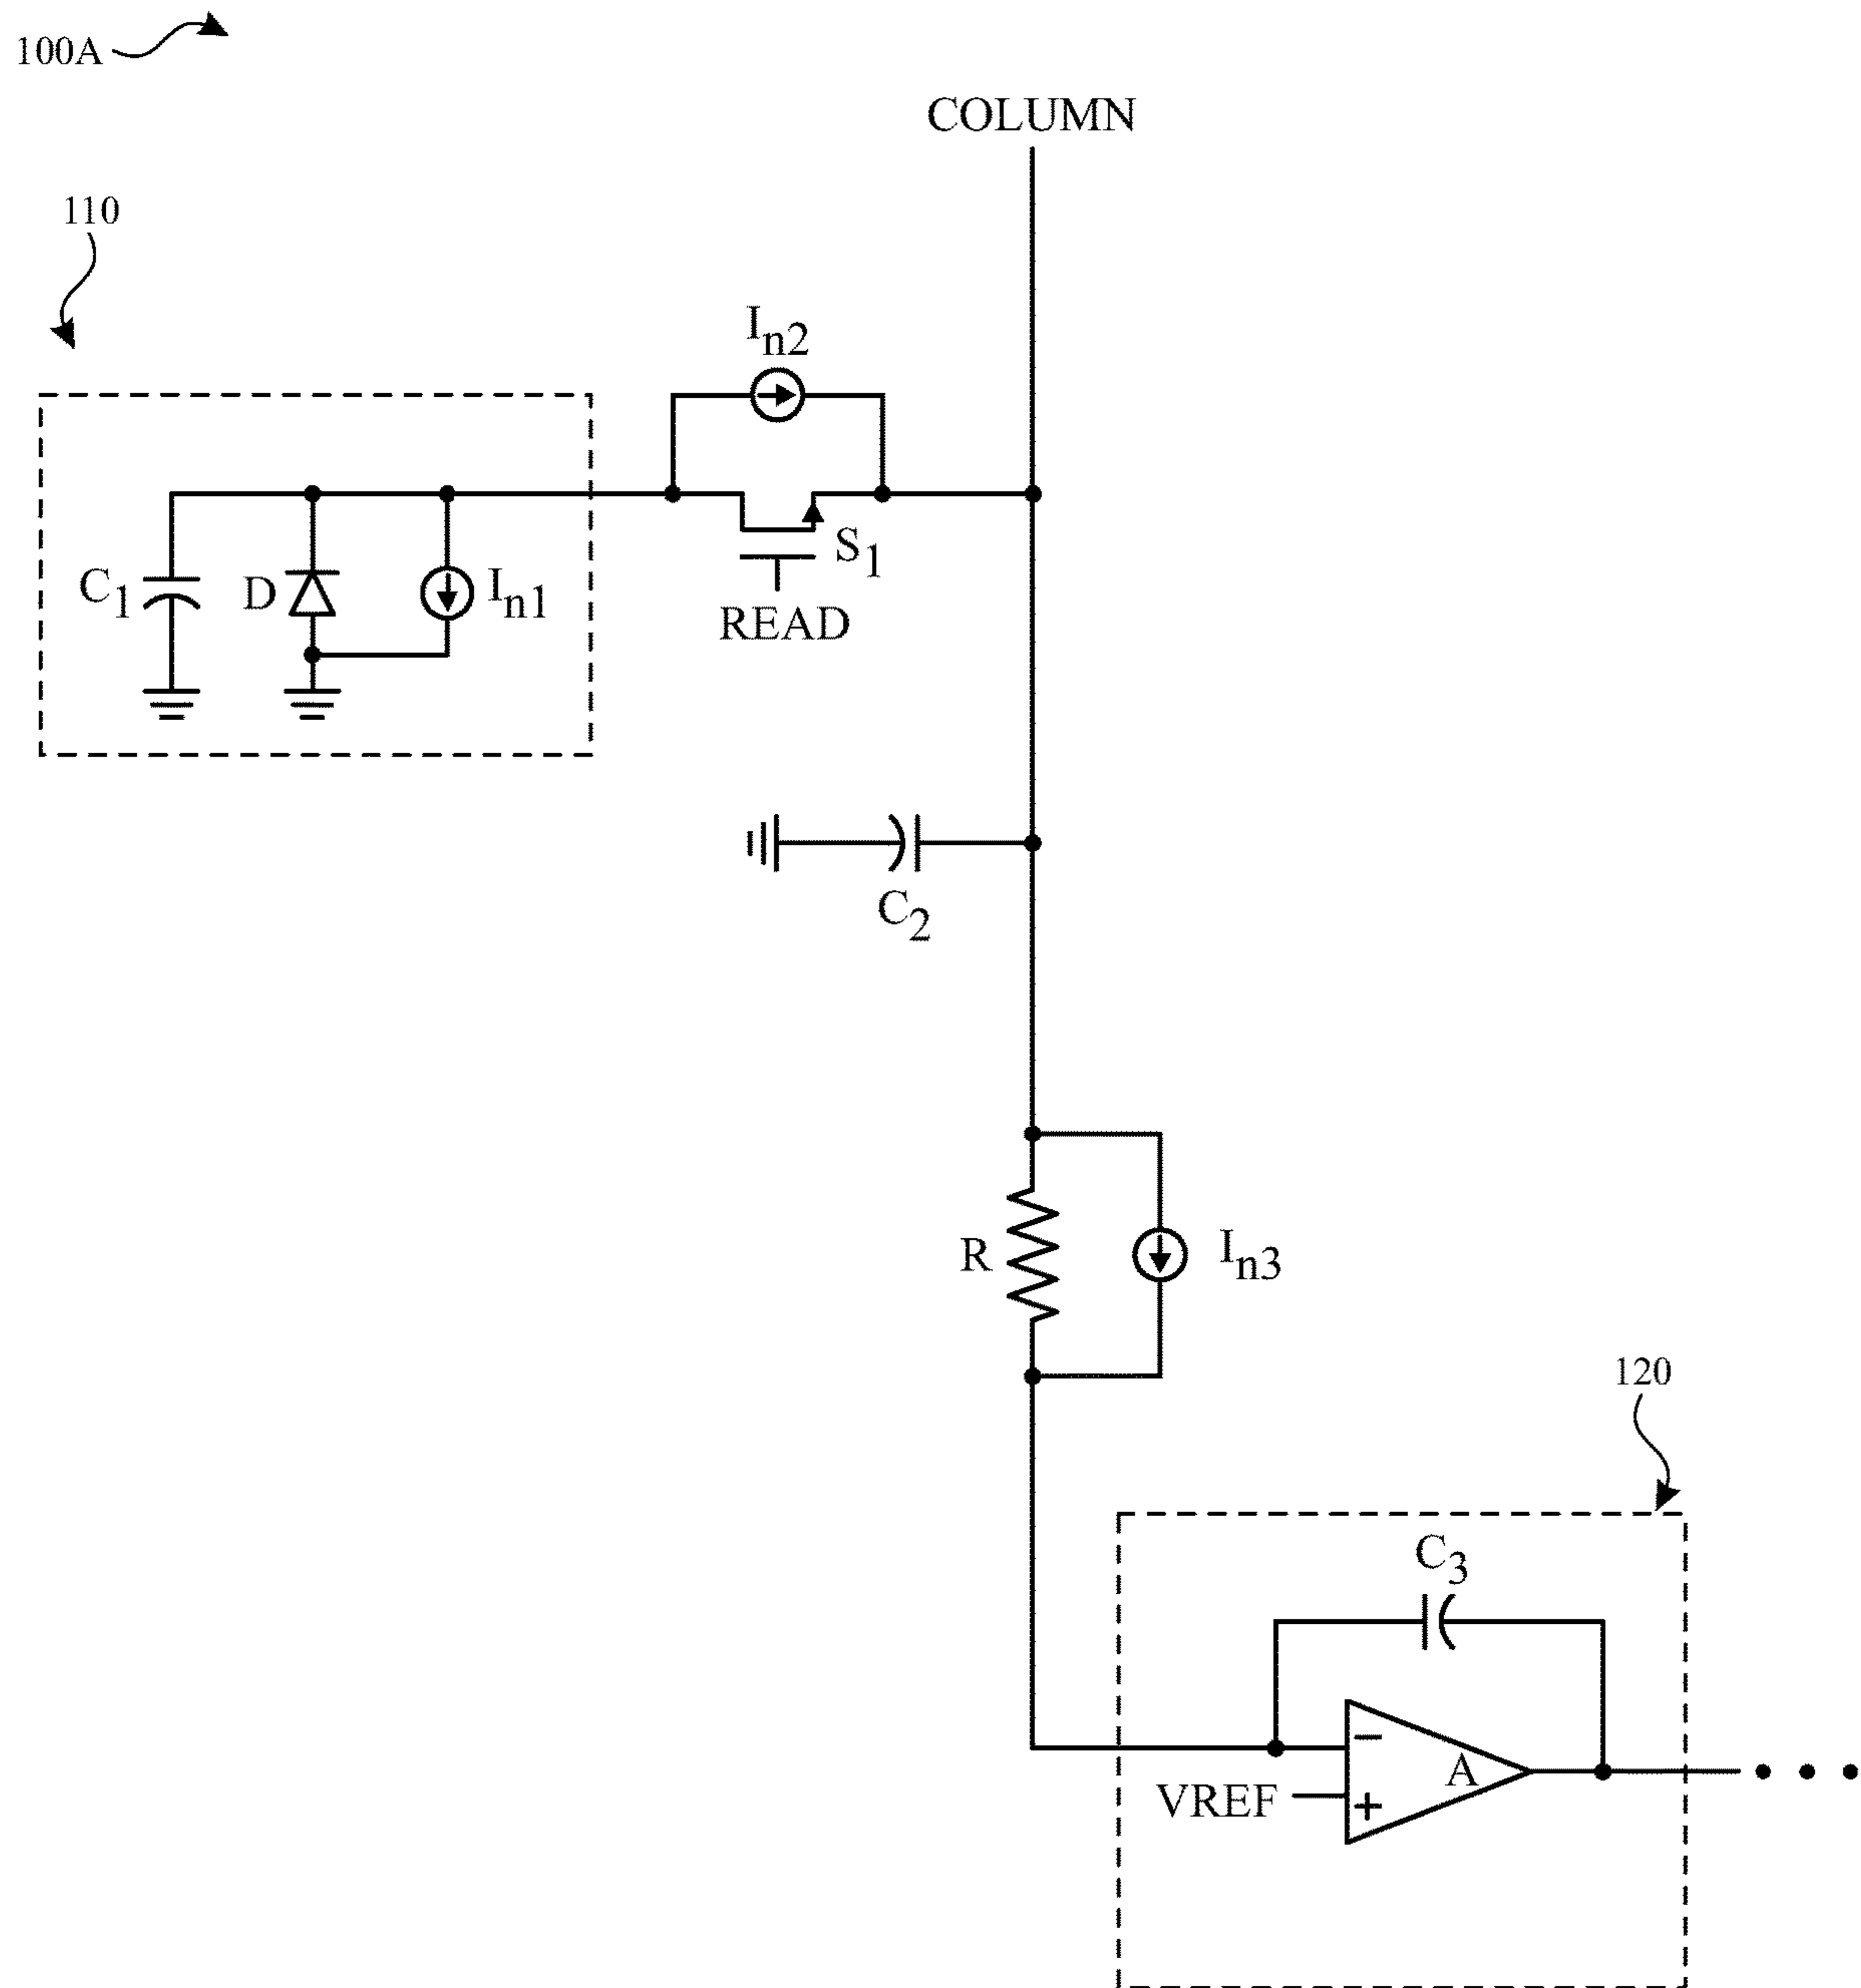 100A
COLUMN
110
In2
C1
D
In1
S1
READ
C2
R
In3
120
C3
A
VREF